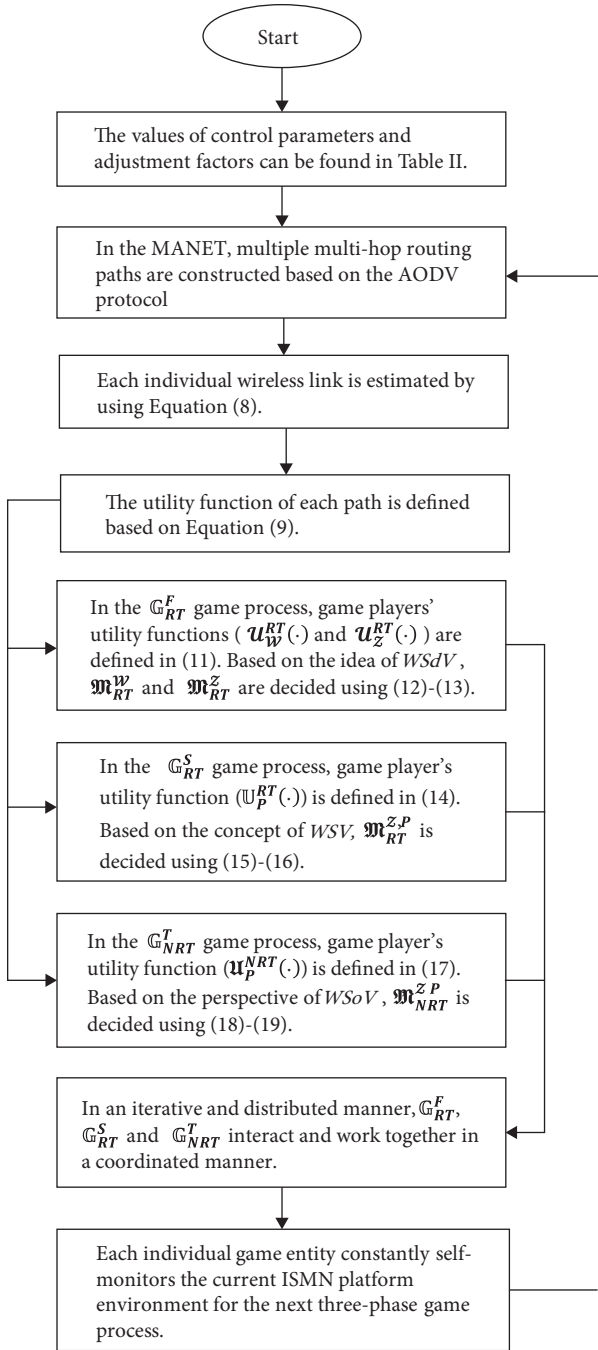 Start
The values of control parameters and
adjustment factors can be found in Table II.
In the MANET, multiple multi-hop routing
paths are constructed based on the AODV
protocol
Each individual wireless link is estimated by
using Equation (8).
The utility function of each path is defined
based on Equation (9).
In the 𝔾^F_RT game process, game players'
utility functions ( 𝓤^RT_𝓦(·) and 𝓤^RT_𝓩(·) ) are
defined in (11). Based on the idea of WSdV ,
𝕸^𝓦_RT and 𝕸^𝓩_RT are decided using (12)-(13).
In the 𝔾^S_RT game process, game player's
utility function (𝕌^RT_P(·)) is defined in (14).
Based on the concept of WSV, 𝕸^𝓩,P_RT is
decided using (15)-(16).
In the 𝔾^T_NRT game process, game player's
utility function (𝖀^NRT_P(·)) is defined in (17).
Based on the perspective of WSoV , 𝕸^𝓩 P_NRT is
decided using (18)-(19).
In an iterative and distributed manner, 𝔾^F_RT,
𝔾^S_RT and 𝔾^T_NRT interact and work together in
a coordinated manner.
Each individual game entity constantly self-
monitors the current ISMN platform
environment for the next three-phase game
process.